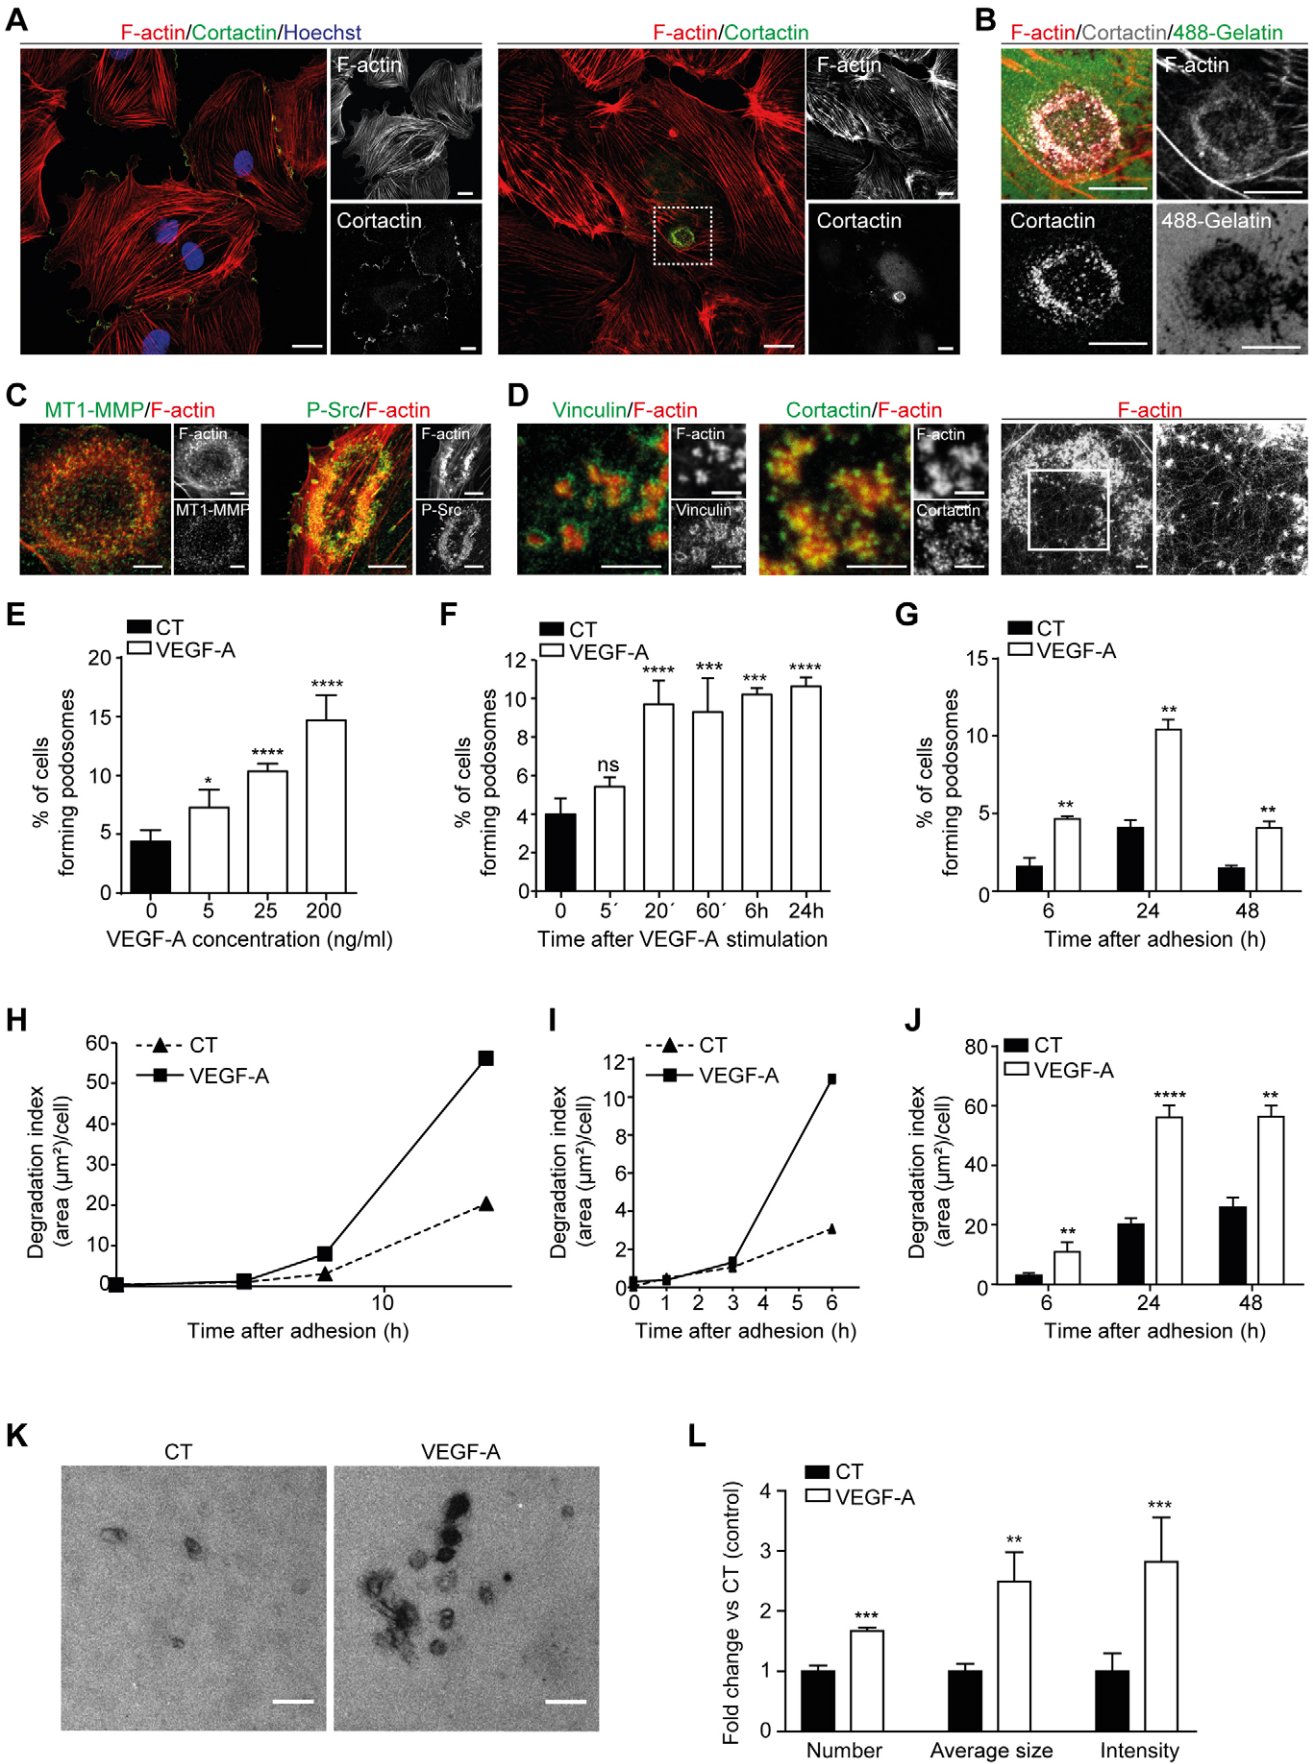 A
F-actin/Cortactin/Hoechst
F-actin
Cortactin
F-actin/Cortactin
F-actin
Cortactin
B
F-actin/Cortactin/488-Gelatin
F-actin
Cortactin
488-Gelatin
C
MT1-MMP/F-actin
F-actin
MT1-MMP
P-Src/F-actin
F-actin
P-Src
D
Vinculin/F-actin
F-actin
Vinculin
Cortactin/F-actin
F-actin
Cortactin
F-actin
E
CT
VEGF-A
% of cells
forming podosomes
20
15
10
5
0
*
****
****
0 5 25 200
VEGF-A concentration (ng/ml)
F
CT
VEGF-A
% of cells
forming podosomes
12
10
8
6
4
2
0
ns
****
***
***
****
0 5´ 20´ 60´ 6h 24h
Time after VEGF-A stimulation
G
CT
VEGF-A
% of cells
forming podosomes
15
10
5
0
**
**
**
6 24 48
Time after adhesion (h)
H
CT
VEGF-A
Degradation index
(area (µm²)/cell)
60
50
40
30
20
10
0
10
Time after adhesion (h)
I
CT
VEGF-A
Degradation index
(area (µm²)/cell)
12
10
8
6
4
2
0
0 1 2 3 4 5 6
Time after adhesion (h)
J
CT
VEGF-A
Degradation index
(area (µm²)/cell)
80
60
40
20
0
**
****
**
6 24 48
Time after adhesion (h)
K
CT
VEGF-A
L
CT
VEGF-A
Fold change vs CT (control)
4
3
2
1
0
***
**
***
Number Average size Intensity